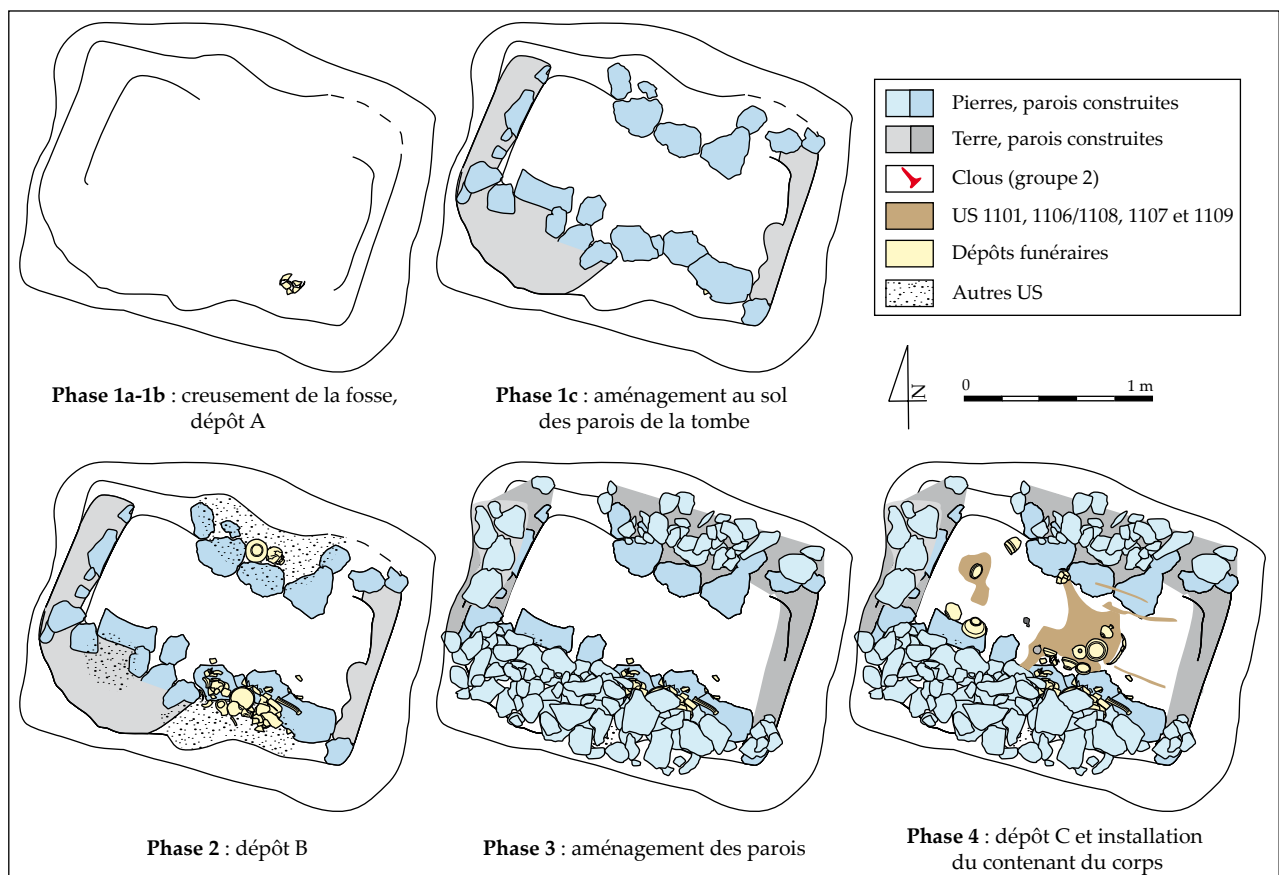 Pierres, parois construites
Terre, parois construites
Clous (groupe 2)
US 1101, 1106/1108, 1107 et 1109
Dépôts funéraires
Autres US
N
0 1 m
Phase 1a-1b : creusement de la fosse,
dépôt A
Phase 1c : aménagement au sol
des parois de la tombe
Phase 2 : dépôt B
Phase 3 : aménagement des parois
Phase 4 : dépôt C et installation
du contenant du corps